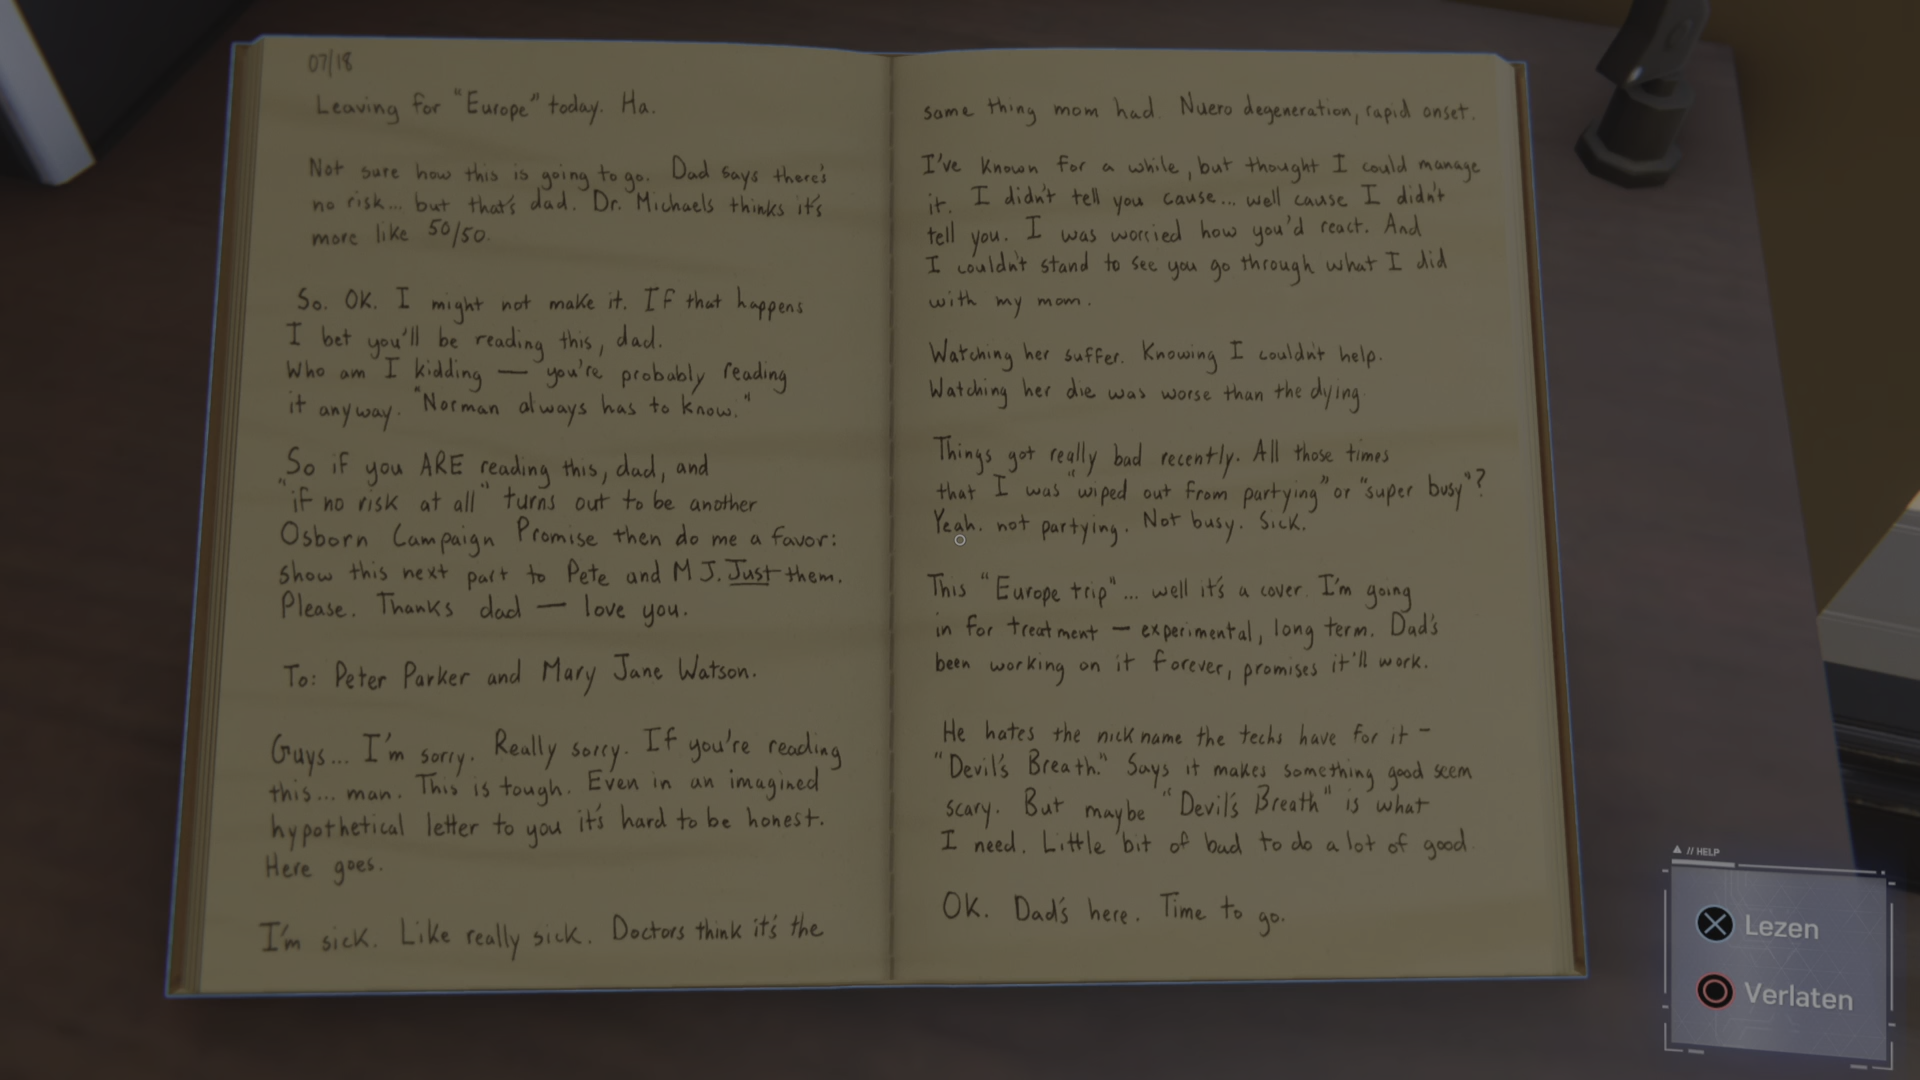 07/18
Leaving for "Europe" today. Ha.
Not sure how this is going to go. Dad says there's
no risk... but that's dad. Dr. Michaels thinks it's
more like 50/50.
So. OK. I might not make it. If that happens
I bet you'll be reading this, dad.
Who am I kidding — you're probably reading
it anyway. "Norman always has to know."
So if you ARE reading this, dad, and
"if no risk at all" turns out to be another
Osborn Campaign Promise then do me a favor:
show this next part to Pete and MJ. Just them.
Please. Thanks dad — love you.
To: Peter Parker and Mary Jane Watson.
Guys... I'm sorry. Really sorry. If you're reading
this... man. This is tough. Even in an imagined
hypothetical letter to you it's hard to be honest.
Here goes.
I'm sick. Like really sick. Doctors think it's the
same thing mom had. Nuero degeneration, rapid onset.
I've known for a while, but thought I could manage
it. I didn't tell you cause... well cause I didn't
tell you. I was worried how you'd react. And
I couldn't stand to see you go through what I did
with my mom.
Watching her suffer. Knowing I couldn't help.
Watching her die was worse than the dying.
Things got really bad recently. All those times
that I was "wiped out from partying" or "super busy"?
Yeah. not partying. Not busy. Sick.
This "Europe trip"... well it's a cover. I'm going
in for treatment — experimental, long term. Dad's
been working on it forever, promises it'll work.
He hates the nickname the techs have for it -
"Devil's Breath." Says it makes something good seem
scary. But maybe "Devil's Breath" is what
I need. Little bit of bad to do a lot of good.
OK. Dad's here. Time to go.
// HELP
Lezen
Verlaten